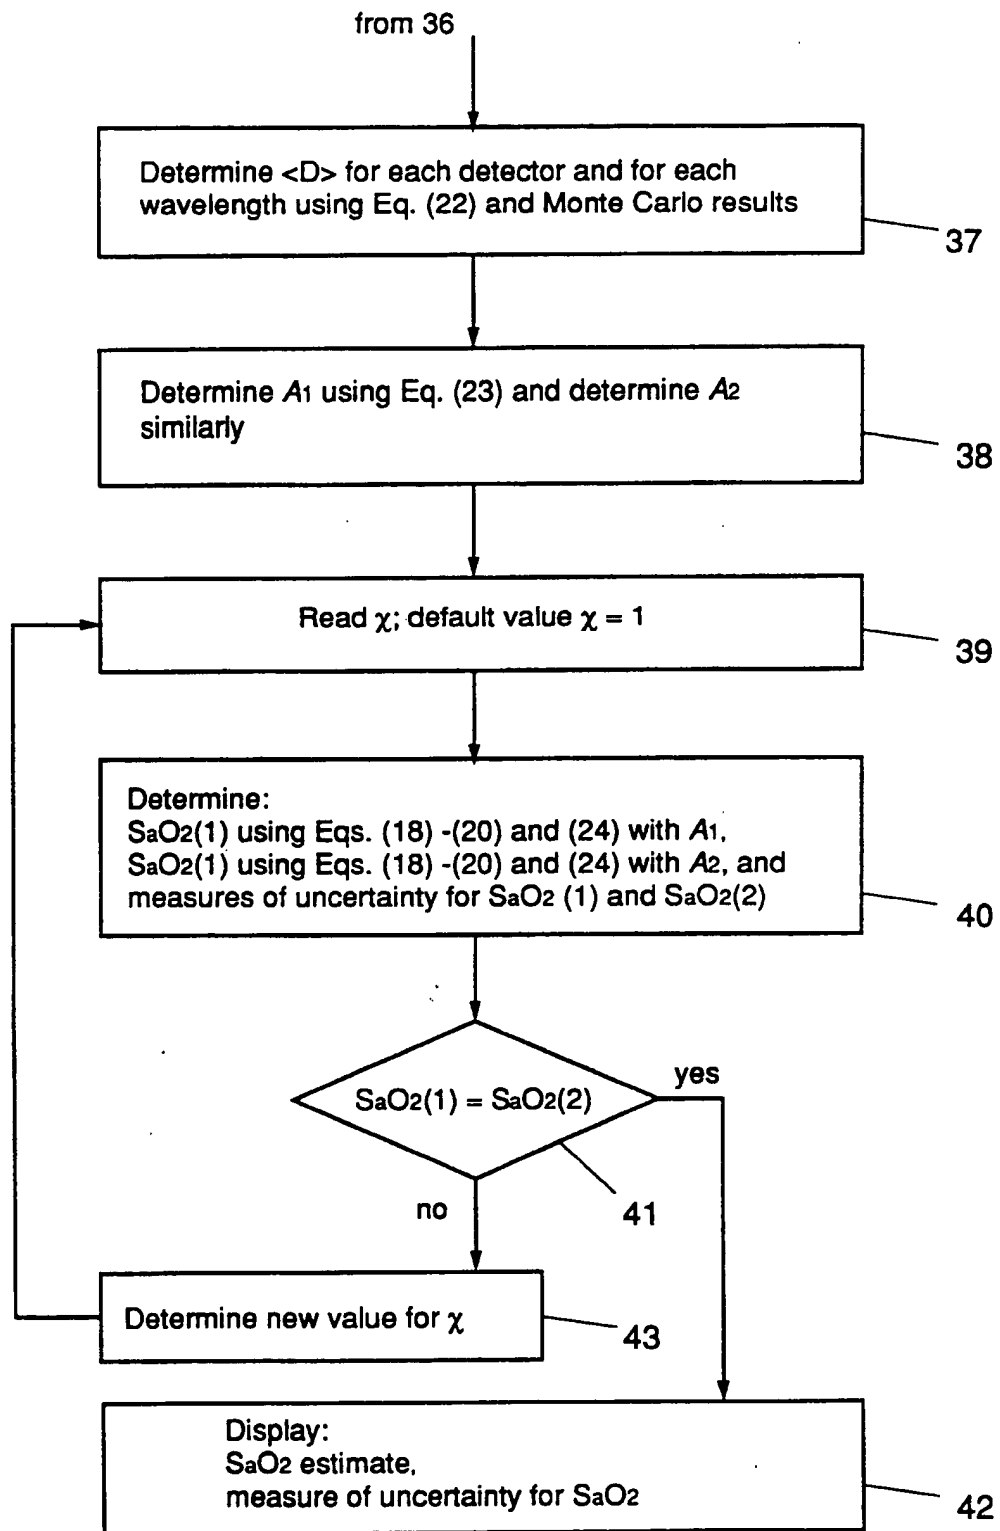 from 36
Determine <D> for each detector and for each
wavelength using Eq. (22) and Monte Carlo results
37
Determine A1 using Eq. (23) and determine A2
similarly
38
Read χ; default value χ = 1
39
Determine:
SaO2(1) using Eqs. (18) -(20) and (24) with A1,
SaO2(1) using Eqs. (18) -(20) and (24) with A2, and
measures of uncertainty for SaO2 (1) and SaO2(2)
40
SaO2(1) = SaO2(2)
yes
no
41
Determine new value for χ
43
Display:
SaO2 estimate,
measure of uncertainty for SaO2
42